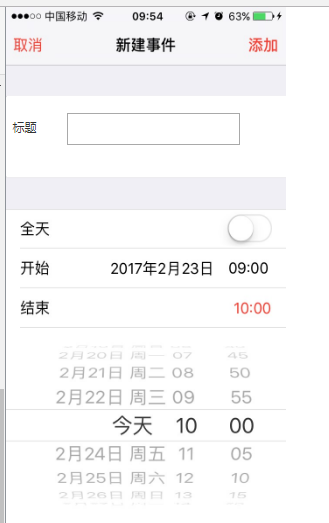 中国移动 09:54 63%
取消 新建事件 添加
标题
全天
开始 2017年2月23日 09:00
结束 10:00
2月20日 周一 07 45
2月21日 周二 08 50
2月22日 周三 09 55
今天 10 00
2月24日 周五 11 05
2月25日 周六 12 10
2月26日 周日 13 15